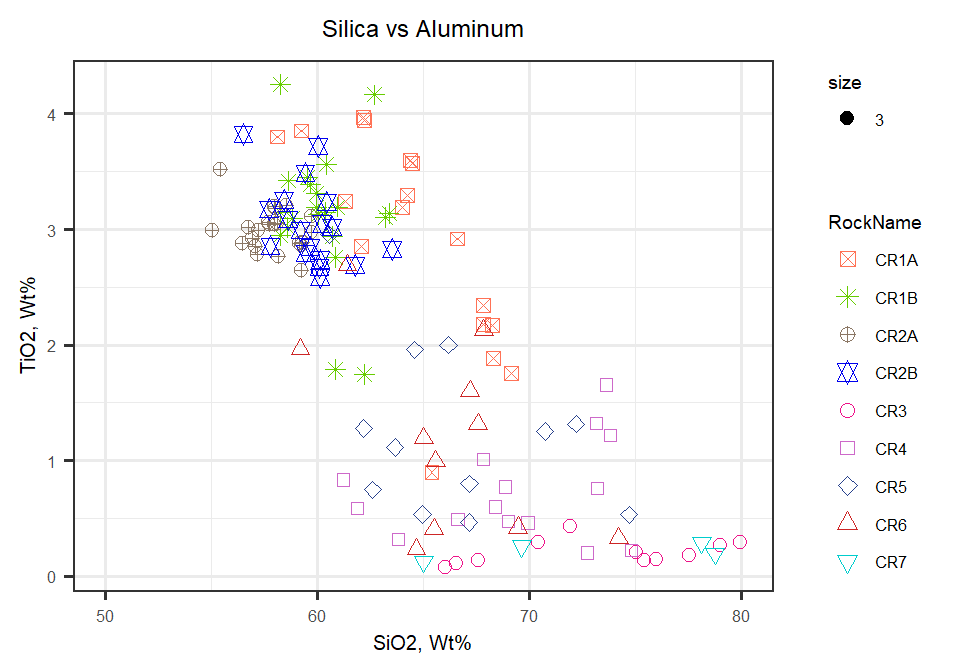 Silica vs Aluminum
TiO2, Wt%
4
3
2
1
0
50 60 70 80
SiO2, Wt%
size
3
RockName
CR1A
CR1B
CR2A
CR2B
CR3
CR4
CR5
CR6
CR7